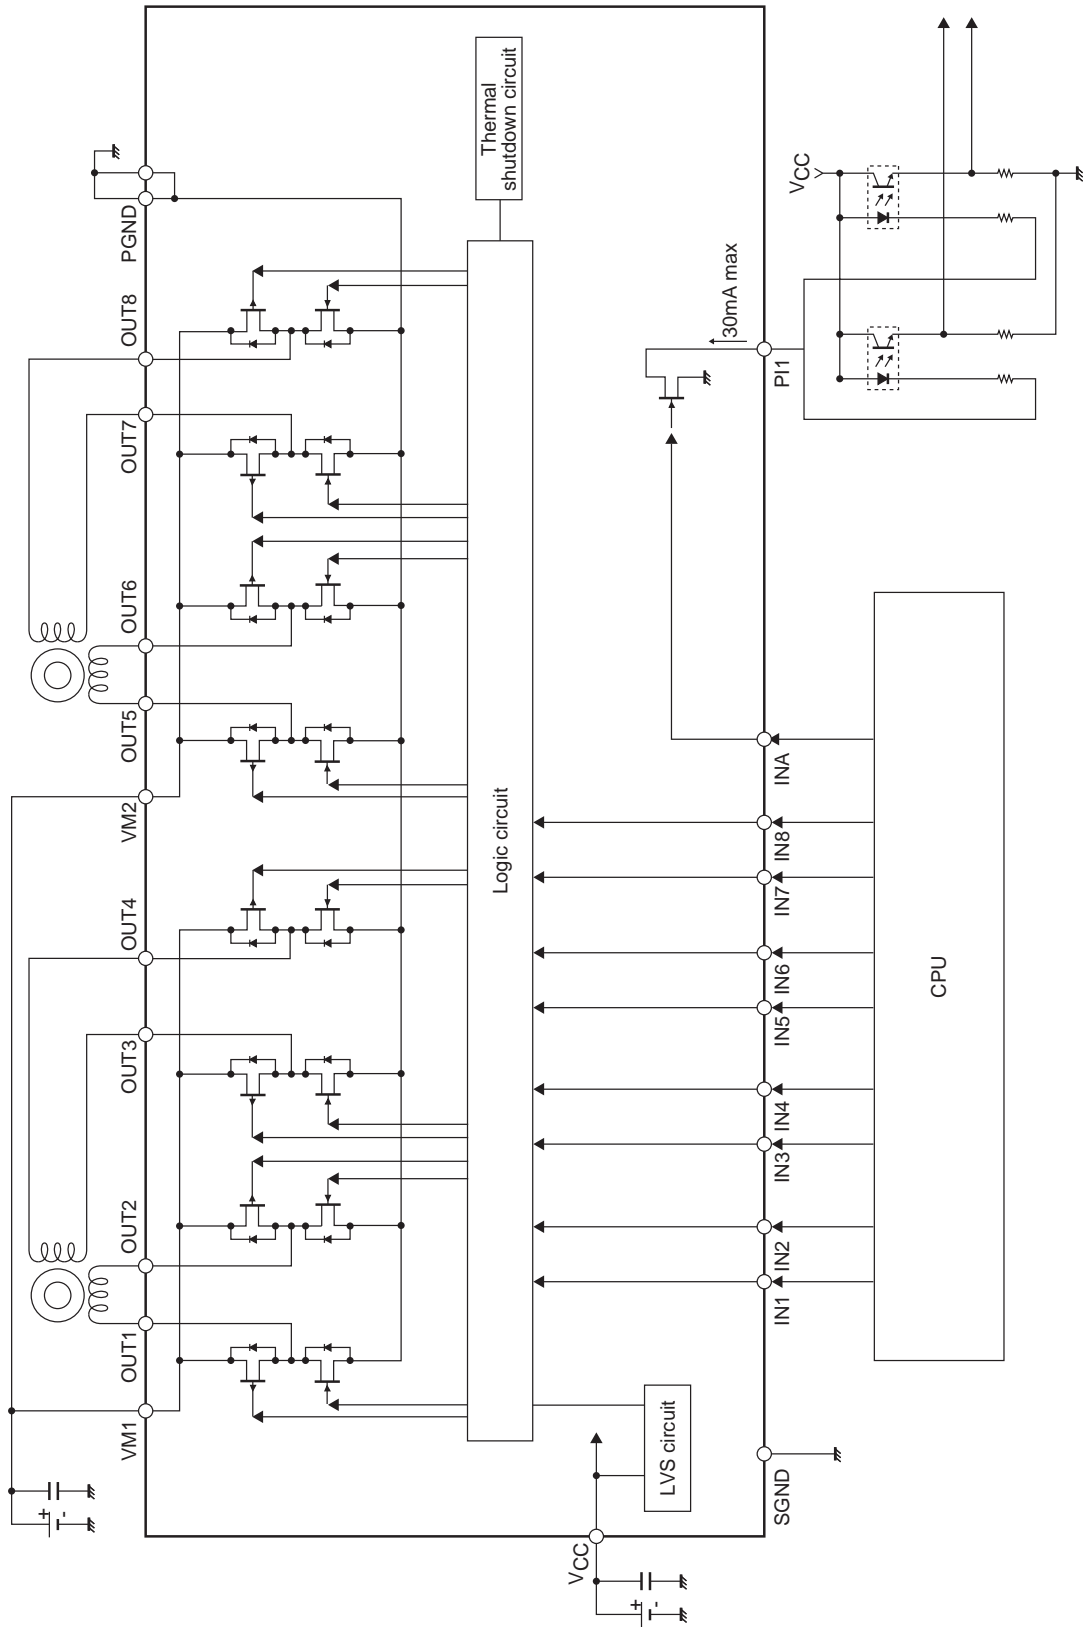 Thermal
shutdown circuit
PGND
OUT8
OUT7
OUT6
OUT5
VM2
OUT4
OUT3
OUT2
OUT1
VM1
+
-
Logic circuit
VCC
30mA max
PI1
INA
IN8
IN7
IN6
IN5
IN4
IN3
IN2
IN1
CPU
LVS circuit
SGND
VCC
+
-